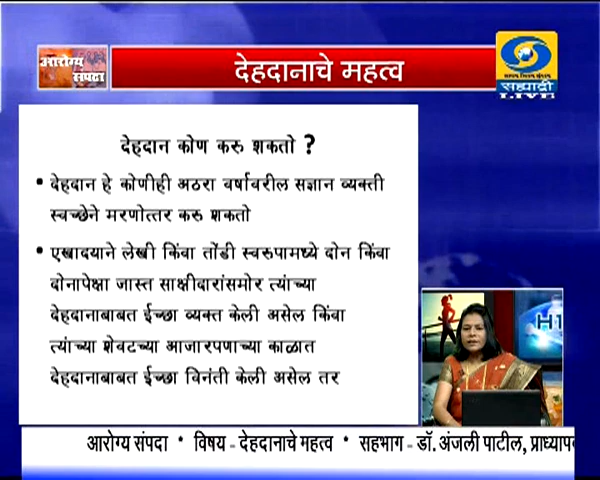 आरोग्य
संपदा
देहदानाचे महत्व
सह्याद्री
LIVE
देहदान कोण करू शकतो ?
• देहदान हे कोणीही अठरा वर्षावरील सज्ञान व्यक्ती
स्वच्छेने मरणोत्तर करू शकतो
• एखादयाने लेखी किंवा तोंडी स्वरुपामध्ये दोन किंवा
दोनापेक्षा जास्त साक्षीदारांसमोर त्यांच्या
देहदानाबाबत ईच्छा व्यक्त केली असेल किंवा
त्यांच्या शेवटच्या आजारपणाच्या काळात
देहदानाबाबत ईच्छा विनंती केली असेल तर
H1
आरोग्य संपदा * विषय - देहदानाचे महत्व * सहभाग - डॉ. अंजली पाटील, प्राध्यापव